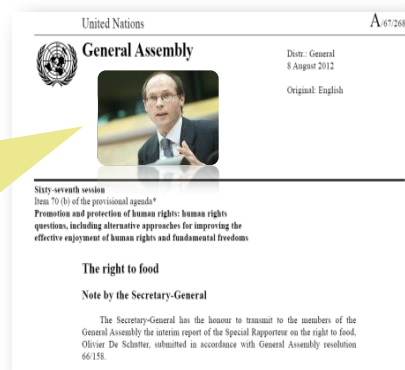 United Nations
A/67/268
General Assembly
Distr.: General
8 August 2012
Original: English
Sixty-seventh session
Item 70 (b) of the provisional agenda*
Promotion and protection of human rights: human rights
questions, including alternative approaches for improving the
effective enjoyment of human rights and fundamental freedoms
The right to food
Note by the Secretary-General
The Secretary-General has the honour to transmit to the members of the
General Assembly the interim report of the Special Rapporteur on the right to food,
Olivier De Schutter, submitted in accordance with General Assembly resolution
66/158.